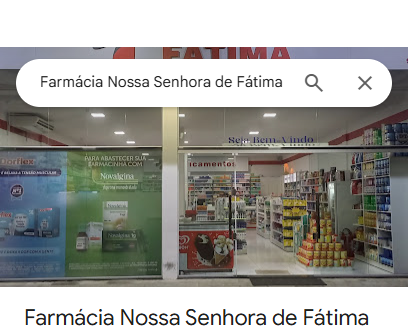 FÁTIMA
Farmácia Nossa Senhora de Fátima
Seja Bem-Vindo
PARA ABASTECER SUA
FARMACINHA COM
Novalgina
Farmácia Nossa Senhora de Fátima